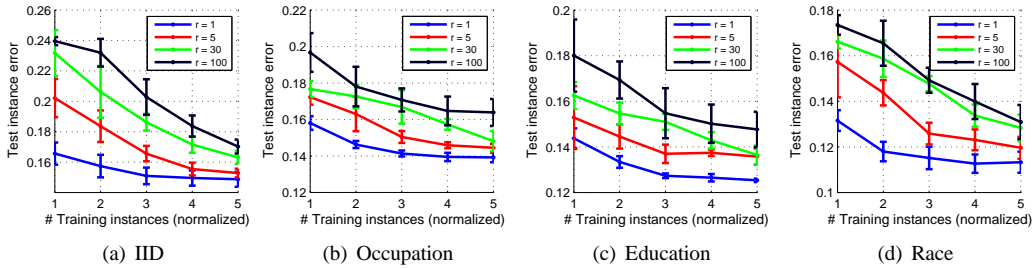 Test instance error
0.26
0.24
0.22
0.2
0.18
0.16
1 2 3 4 5
# Training instances (normalized)
r = 1
r = 5
r = 30
r = 100
(a) IID
Test instance error
0.22
0.2
0.18
0.16
0.14
0.12
1 2 3 4 5
# Training instances (normalized)
r = 1
r = 5
r = 30
r = 100
(b) Occupation
Test instance error
0.2
0.18
0.16
0.14
0.12
1 2 3 4 5
# Training instances (normalized)
r = 1
r = 5
r = 30
r = 100
(c) Education
Test instance error
0.18
0.16
0.14
0.12
0.1
1 2 3 4 5
# Training instances (normalized)
r = 1
r = 5
r = 30
r = 100
(d) Race